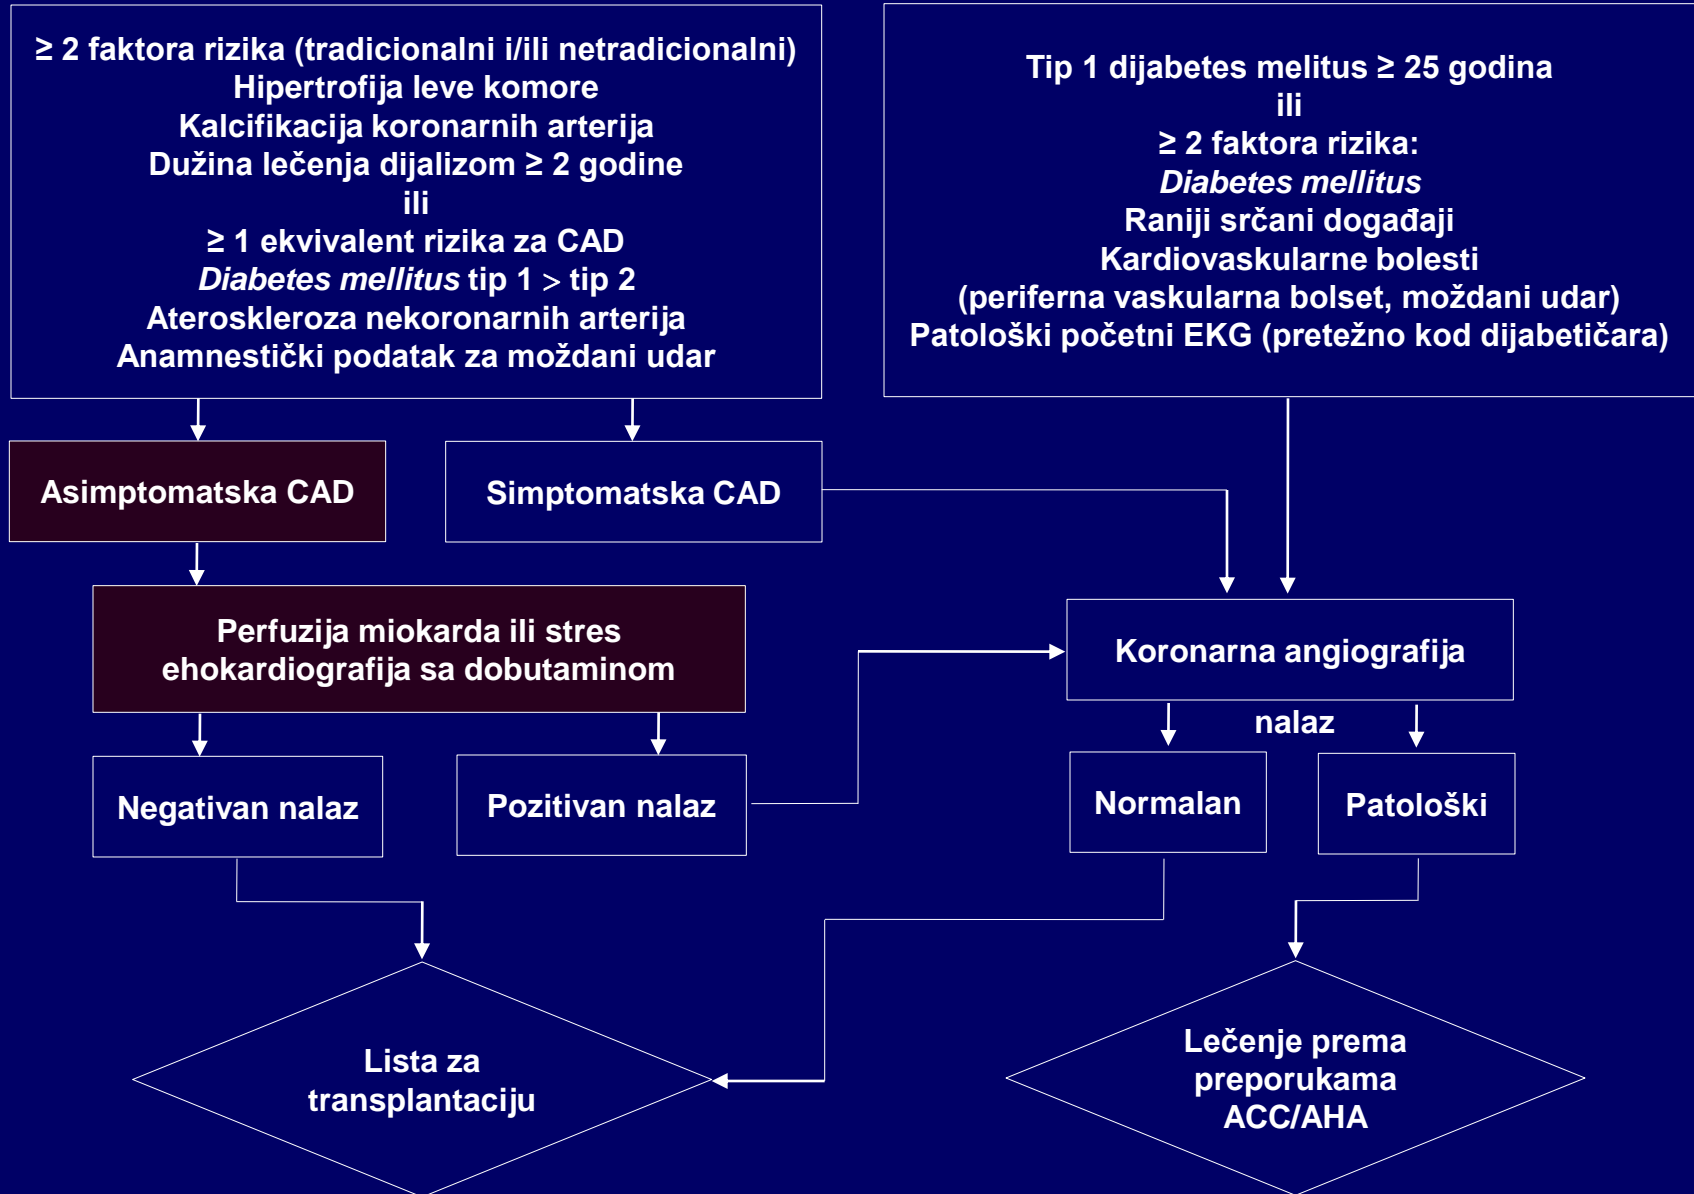 ≥ 2 faktora rizika (tradicionalni i/ili netradicionalni)
Hipertrofija leve komore
Kalcifikacija koronarnih arterija
Dužina lečenja dijalizom ≥ 2 godine
ili
≥ 1 ekvivalent rizika za CAD
Diabetes mellitus tip 1 > tip 2
Ateroskleroza nekoronarnih arterija
Anamnestički podatak za moždani udar
Tip 1 dijabetes melitus ≥ 25 godina
ili
≥ 2 faktora rizika:
Diabetes mellitus
Raniji srčani događaji
Kardiovaskularne bolesti
(periferna vaskularna bolset, moždani udar)
Patološki početni EKG (pretežno kod dijabetičara)
Asimptomatska CAD
Simptomatska CAD
Perfuzija miokarda ili stres
ehokardiografija sa dobutaminom
Koronarna angiografija
nalaz
Negativan nalaz
Pozitivan nalaz
Normalan
Patološki
Lista za
transplantaciju
Lečenje prema
preporukama
ACC/AHA